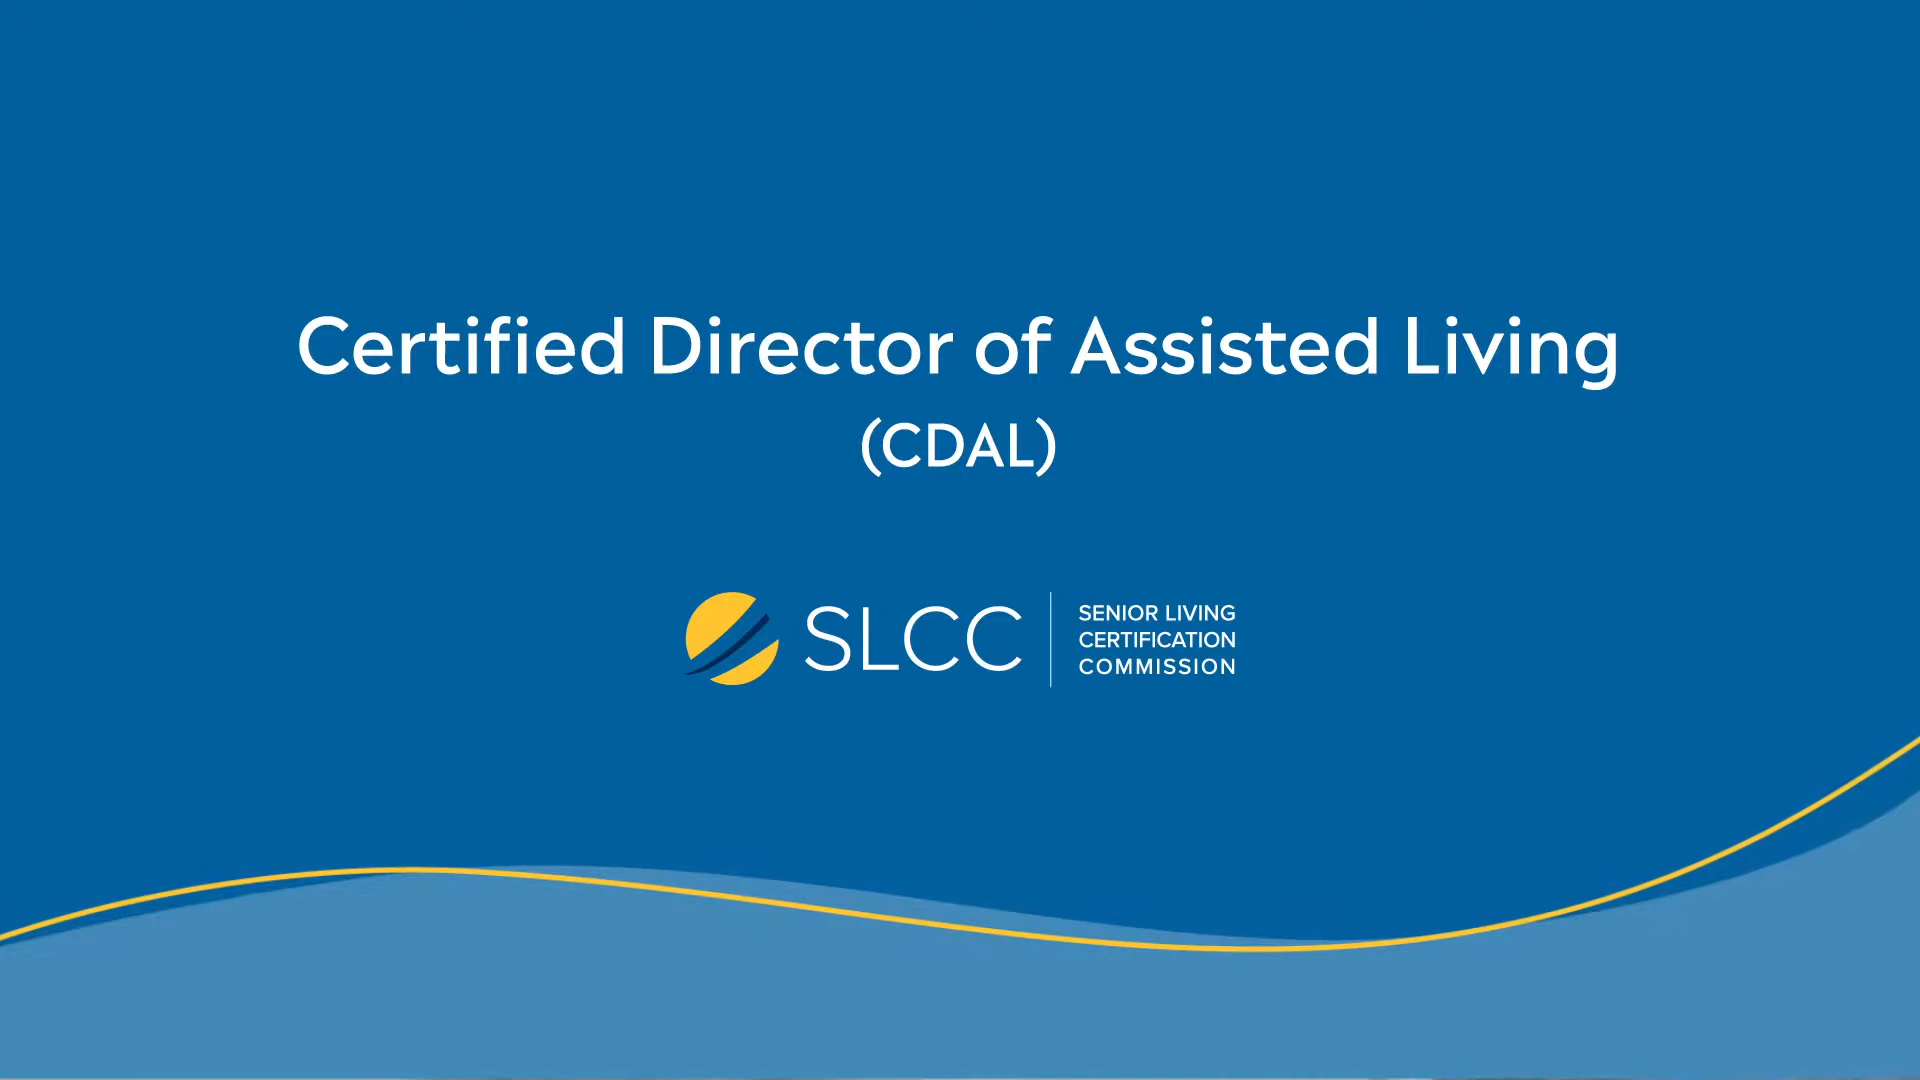 Certified Director of Assisted Living
(CDAL)
SLCC
SENIOR LIVING
CERTIFICATION
COMMISSION